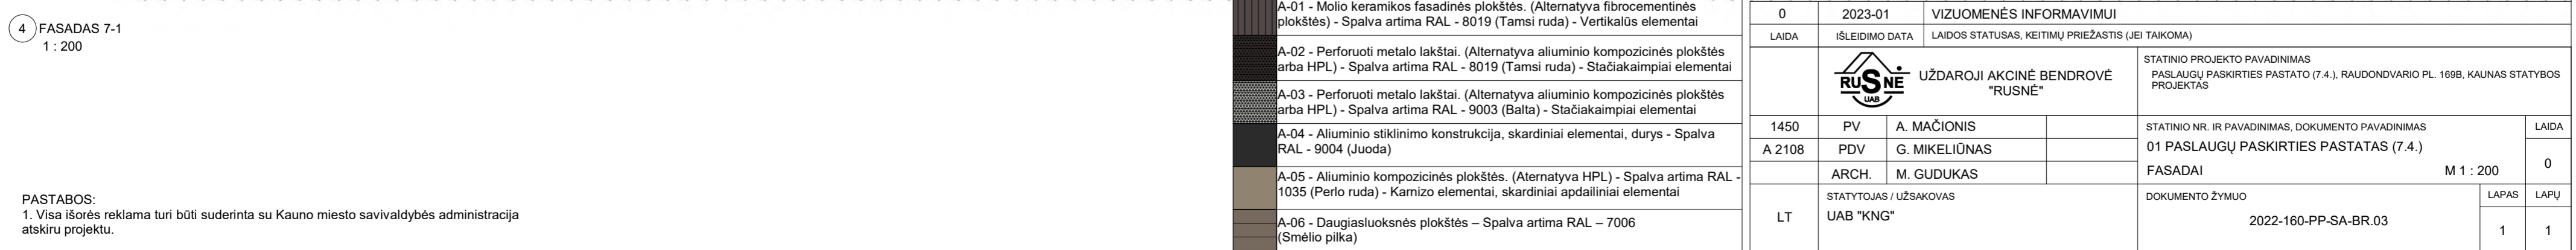 4 FASADAS 7-1
1 : 200
PASTABOS:
1. Visa išorės reklama turi būti suderinta su Kauno miesto savivaldybės administracija
atskiru projektu.
A-01 - Molio keramikos fasadinės plokštės. (Alternatyva fibrocementinės
plokštės) - Spalva artima RAL - 8019 (Tamsi ruda) - Vertikalūs elementai
A-02 - Perforuoti metalo lakštai. (Alternatyva aliuminio kompozicinės plokštės
arba HPL) - Spalva artima RAL - 8019 (Tamsi ruda) - Stačiakaimpiai elementai
A-03 - Perforuoti metalo lakštai. (Alternatyva aliuminio kompozicinės plokštės
arba HPL) - Spalva artima RAL - 9003 (Balta) - Stačiakaimpiai elementai
A-04 - Aliuminio stiklinimo konstrukcija, skardiniai elementai, durys - Spalva
RAL - 9004 (Juoda)
A-05 - Aliuminio kompozicinės plokštės. (Aternatyva HPL) - Spalva artima RAL -
1035 (Perlo ruda) - Karnizo elementai, skardiniai apdailiniai elementai
A-06 - Daugiasluoksnės plokštės – Spalva artima RAL – 7006
(Smėlio pilka)
0 2023-01 VIZUOMENĖS INFORMAVIMUI
LAIDA IŠLEIDIMO DATA LAIDOS STATUSAS, KEITIMŲ PRIEŽASTIS (JEI TAIKOMA)
RUSNĖ
UAB
UŽDAROJI AKCINĖ BENDROVĖ
"RUSNĖ"
STATINIO PROJEKTO PAVADINIMAS
PASLAUGŲ PASKIRTIES PASTATO (7.4.), RAUDONDVARIO PL. 169B, KAUNAS STATYBOS
PROJEKTAS
1450 PV A. MAČIONIS
A 2108 PDV G. MIKELIŪNAS
ARCH. M. GUDUKAS
STATINIO NR. IR PAVADINIMAS, DOKUMENTO PAVADINIMAS
01 PASLAUGŲ PASKIRTIES PASTATAS (7.4.)
FASADAI M 1 : 200
LAIDA
0
LT
STATYTOJAS / UŽSAKOVAS
UAB "KNG"
DOKUMENTO ŽYMUO
2022-160-PP-SA-BR.03
LAPAS LAPŲ
1 1